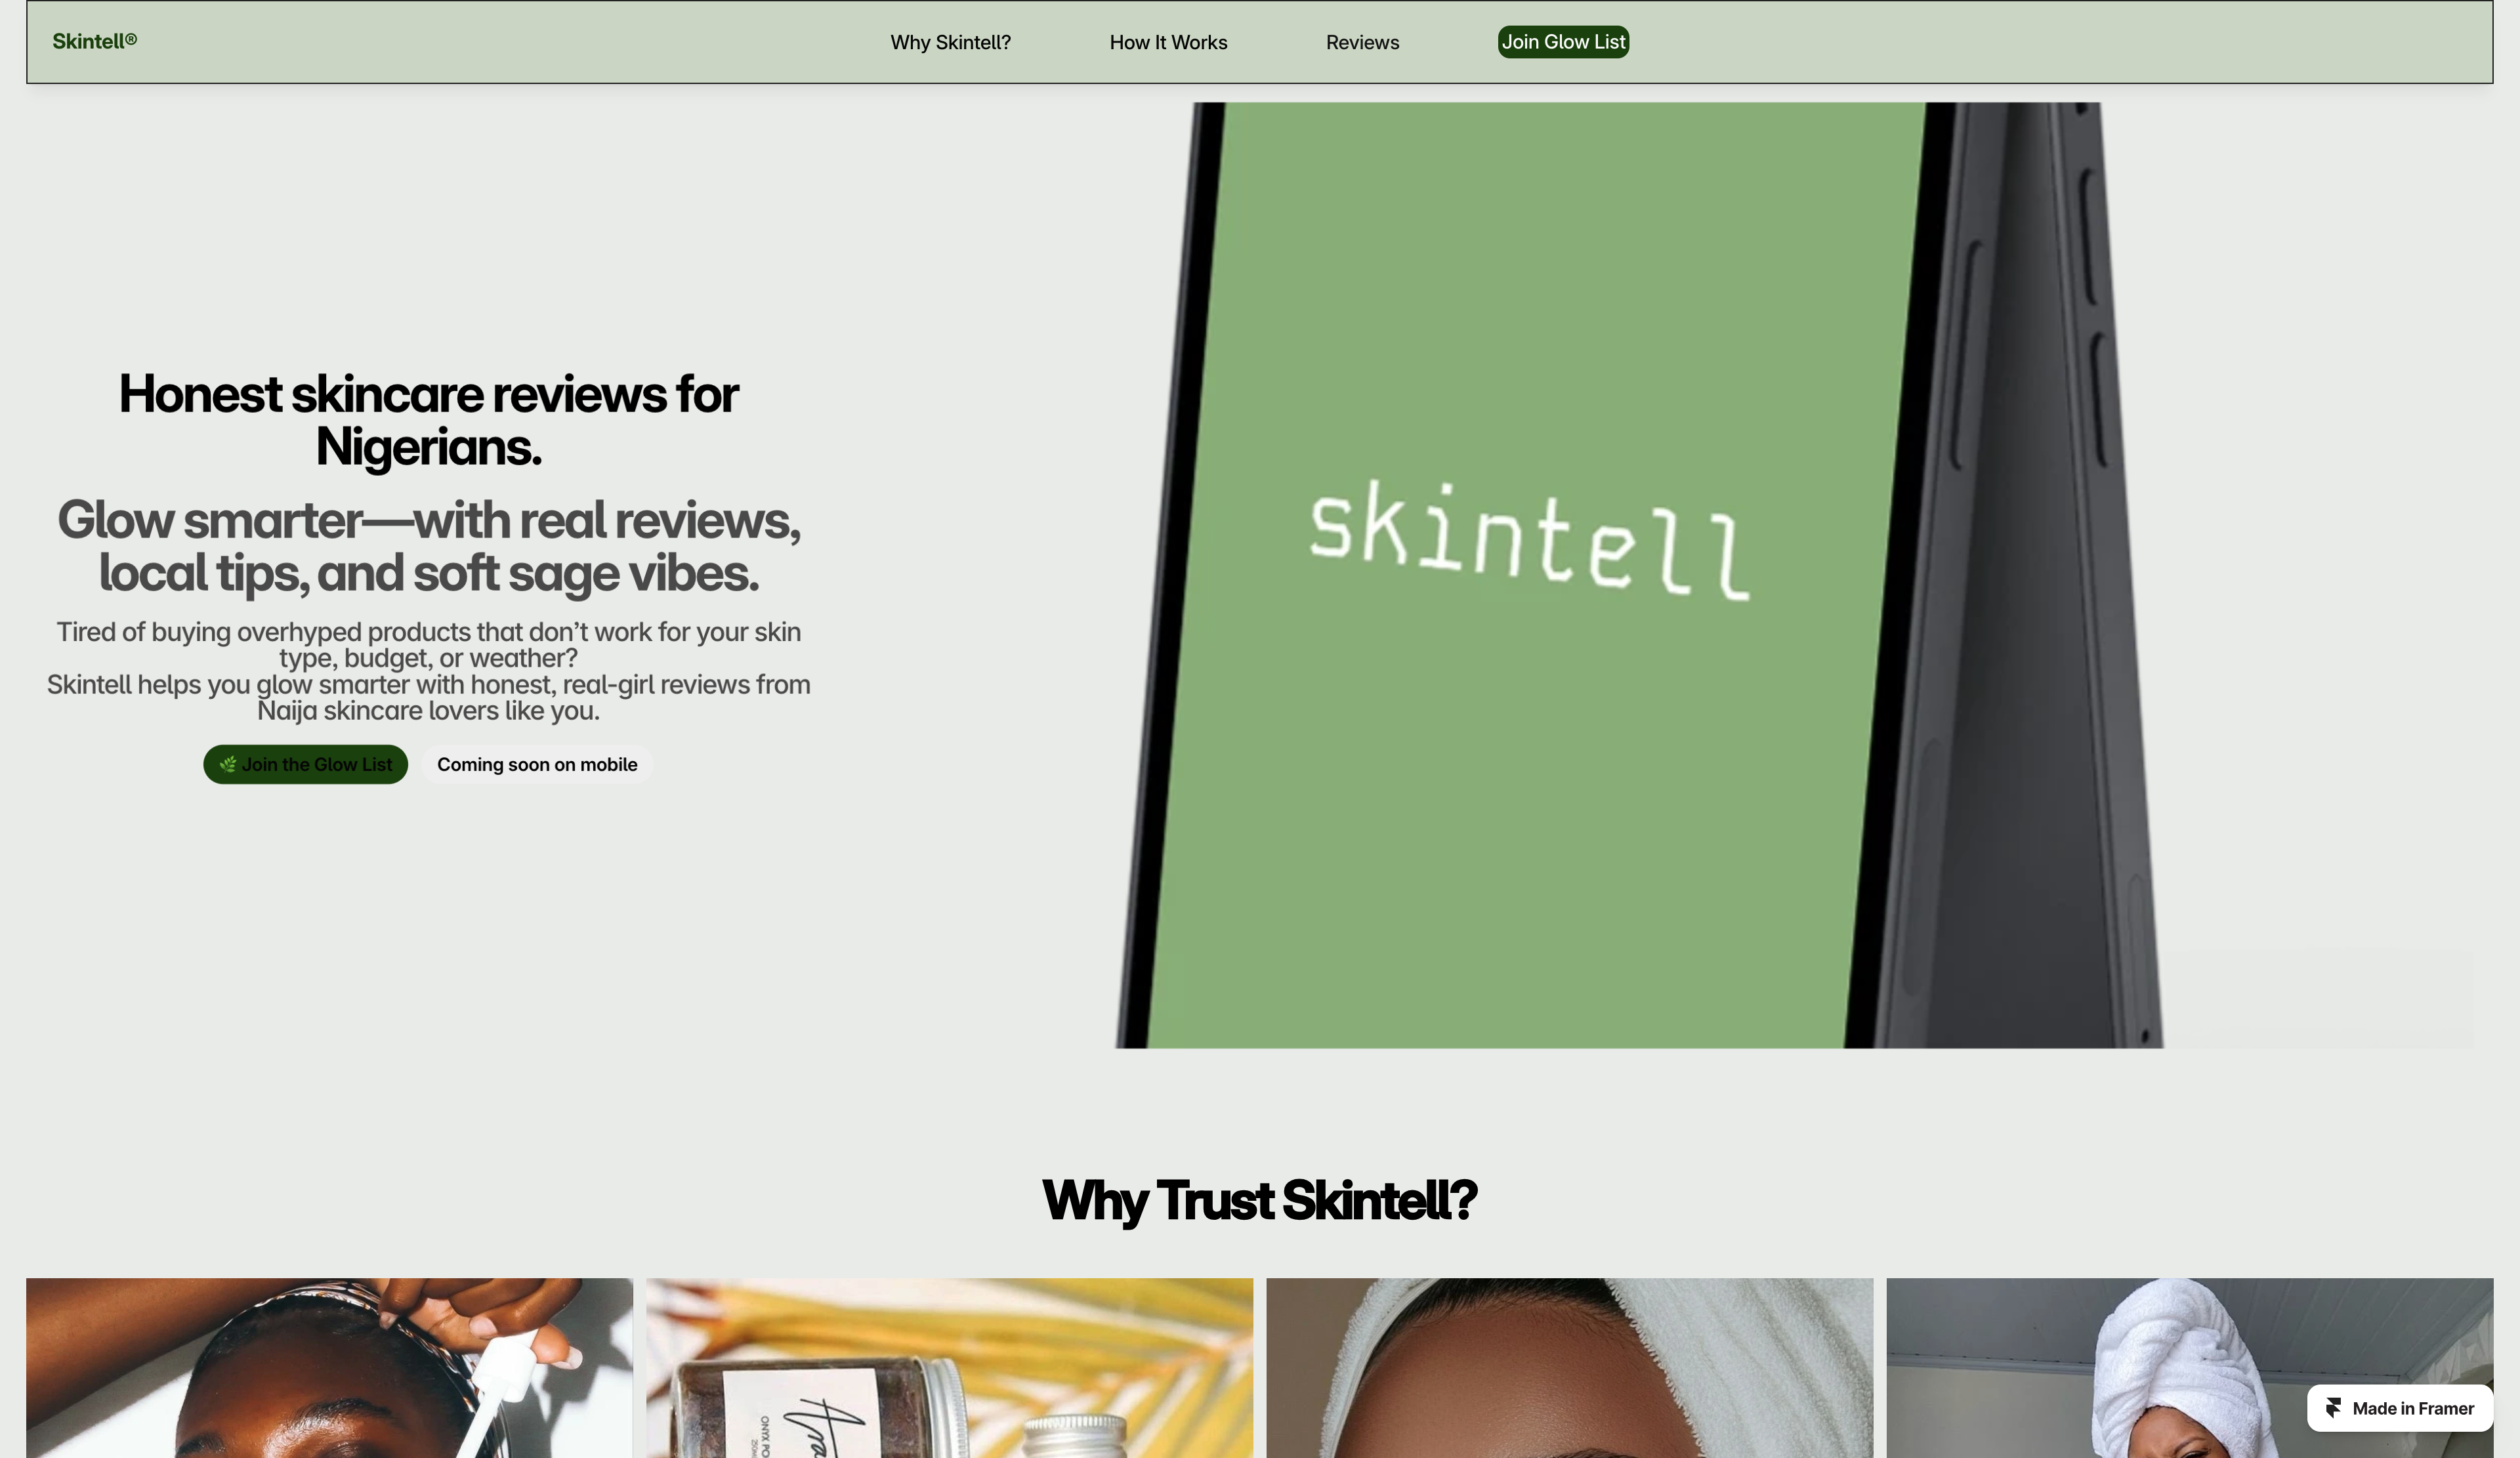 Skintell®
Why Skintell?
How It Works
Reviews
Join Glow List
Honest skincare reviews for
Nigerians.
Glow smarter—with real reviews,
local tips, and soft sage vibes.
Tired of buying overhyped products that don’t work for your skin
type, budget, or weather?
Skintell helps you glow smarter with honest, real-girl reviews from
Naija skincare lovers like you.
🌿 Join the Glow List
Coming soon on mobile
skintell
Why Trust Skintell?
Made in Framer